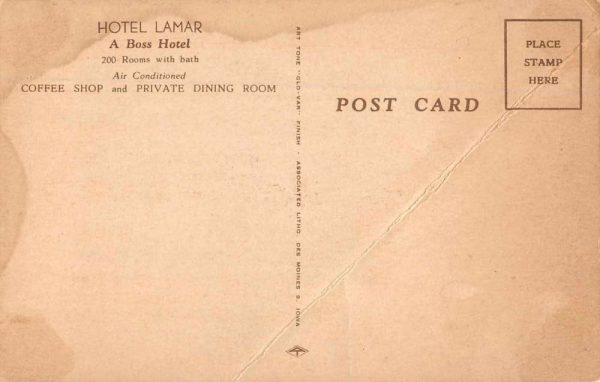 HOTEL LAMAR
A Boss Hotel
200 Rooms with bath
Air Conditioned
COFFEE SHOP and PRIVATE DINING ROOM
ART TONE "GLO-VAR" FINISH · ASSOCIATED LITHO. DES MOINES 9, IOWA
POST CARD
PLACE
STAMP
HERE